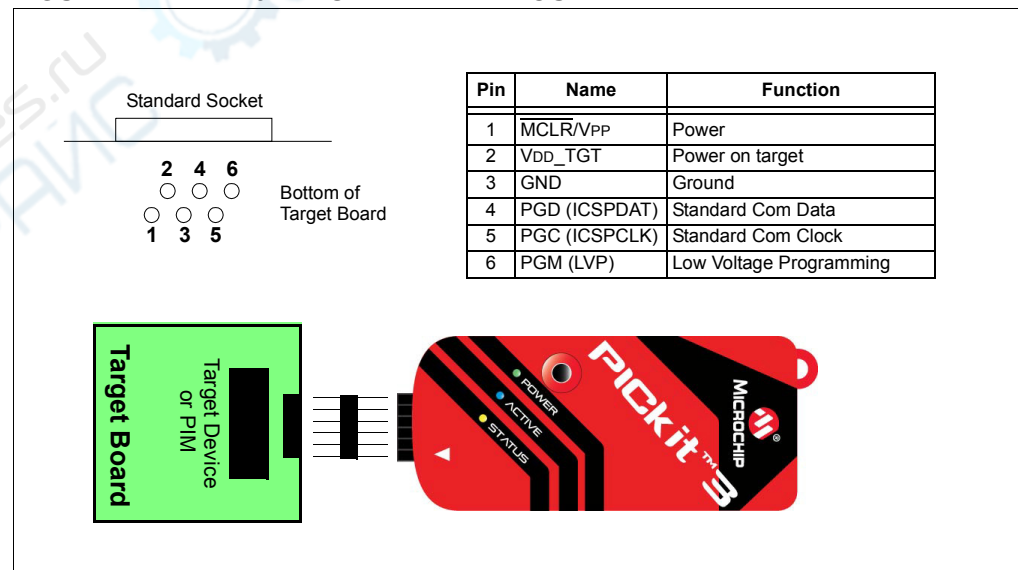 Standard Socket
2 4 6
1 3 5
Bottom of
Target Board
Pin Name Function
1 MCLR/VPP Power
2 VDD_TGT Power on target
3 GND Ground
4 PGD (ICSPDAT) Standard Com Data
5 PGC (ICSPCLK) Standard Com Clock
6 PGM (LVP) Low Voltage Programming
Target Board
Target Device
or PIM
POWER
ACTIVE
STATUS
PICkit™ 3
MICROCHIP
®